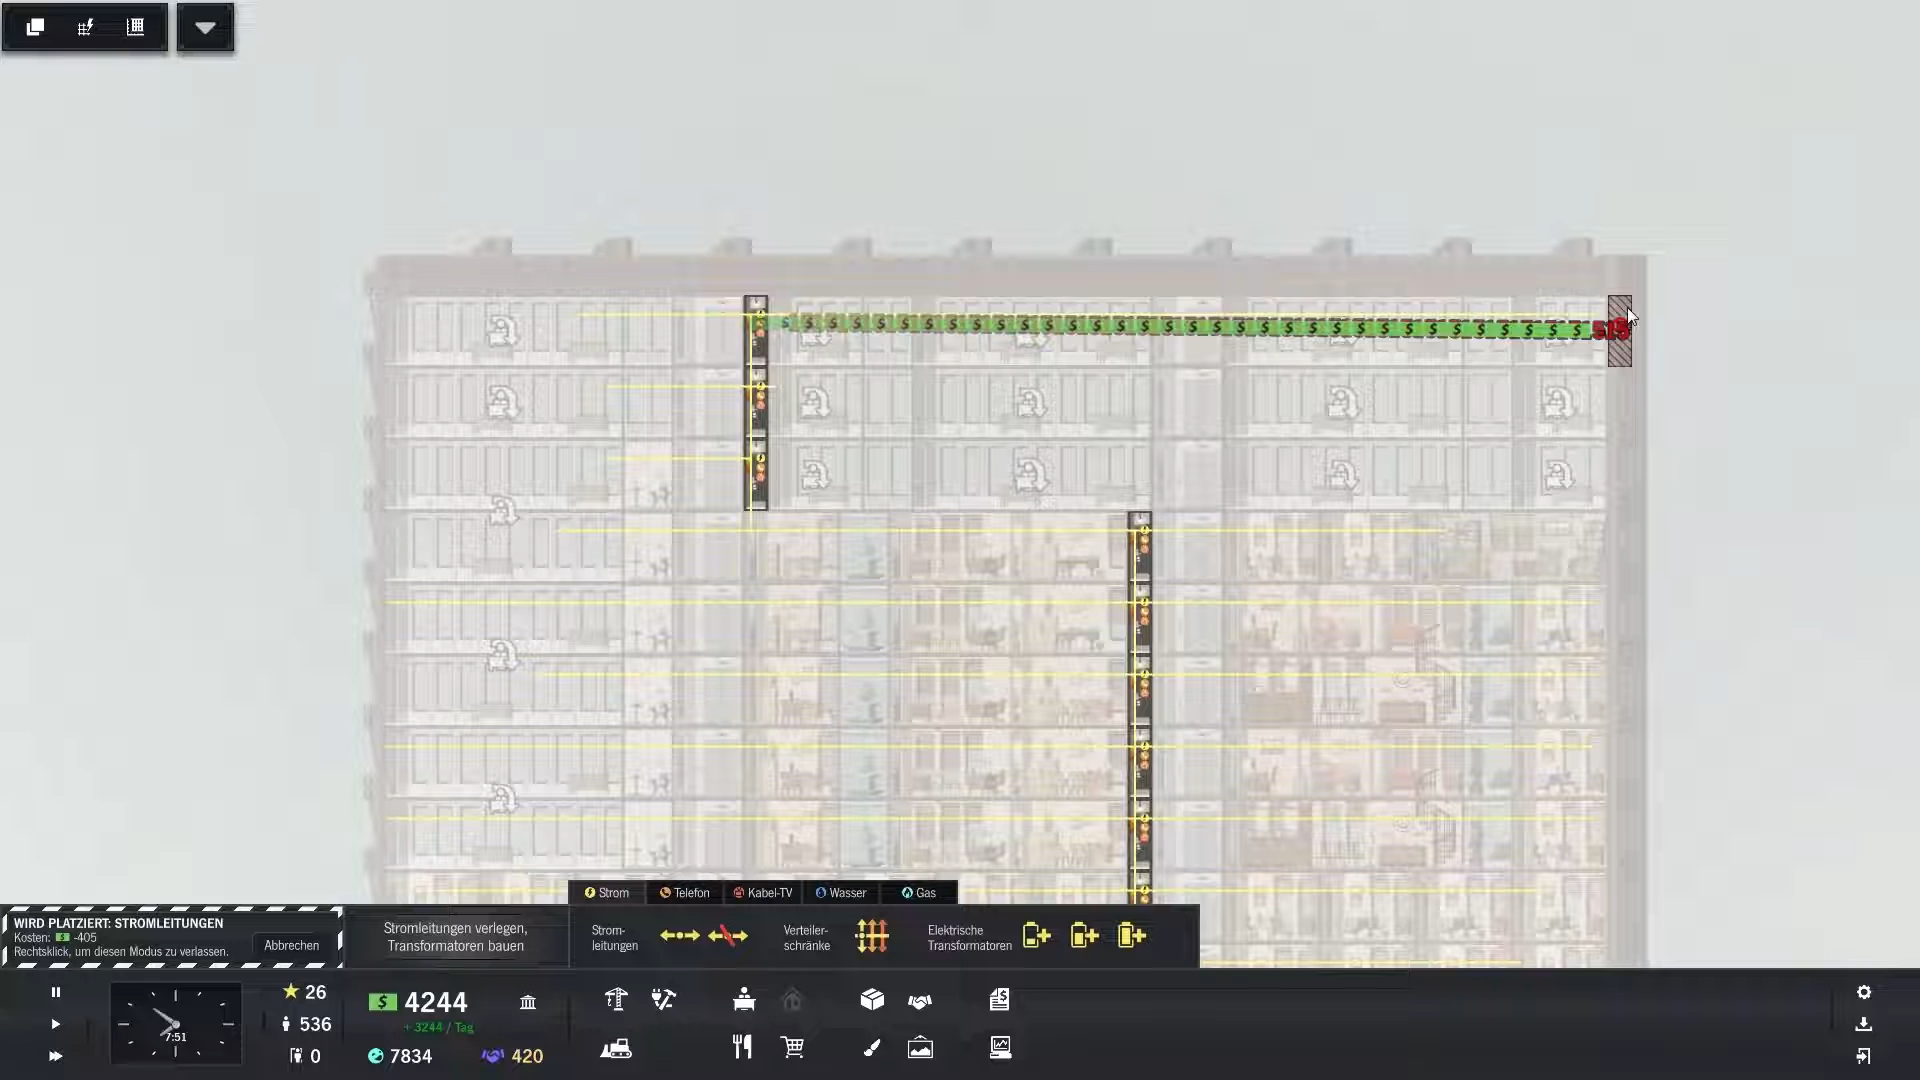 Strom
Telefon
Kabel-TV
Wasser
Gas
WIRD PLATZIERT: STROMLEITUNGEN
Kosten: $ -405
Rechtsklick, um diesen Modus zu verlassen.
Abbrechen
Stromleitungen verlegen,
Transformatoren bauen
Strom-
leitungen
Verteiler-
schränke
Elektrische
Transformatoren
7:51
26
536
0
$ 4244
+ 3244 / Tag
7834
420